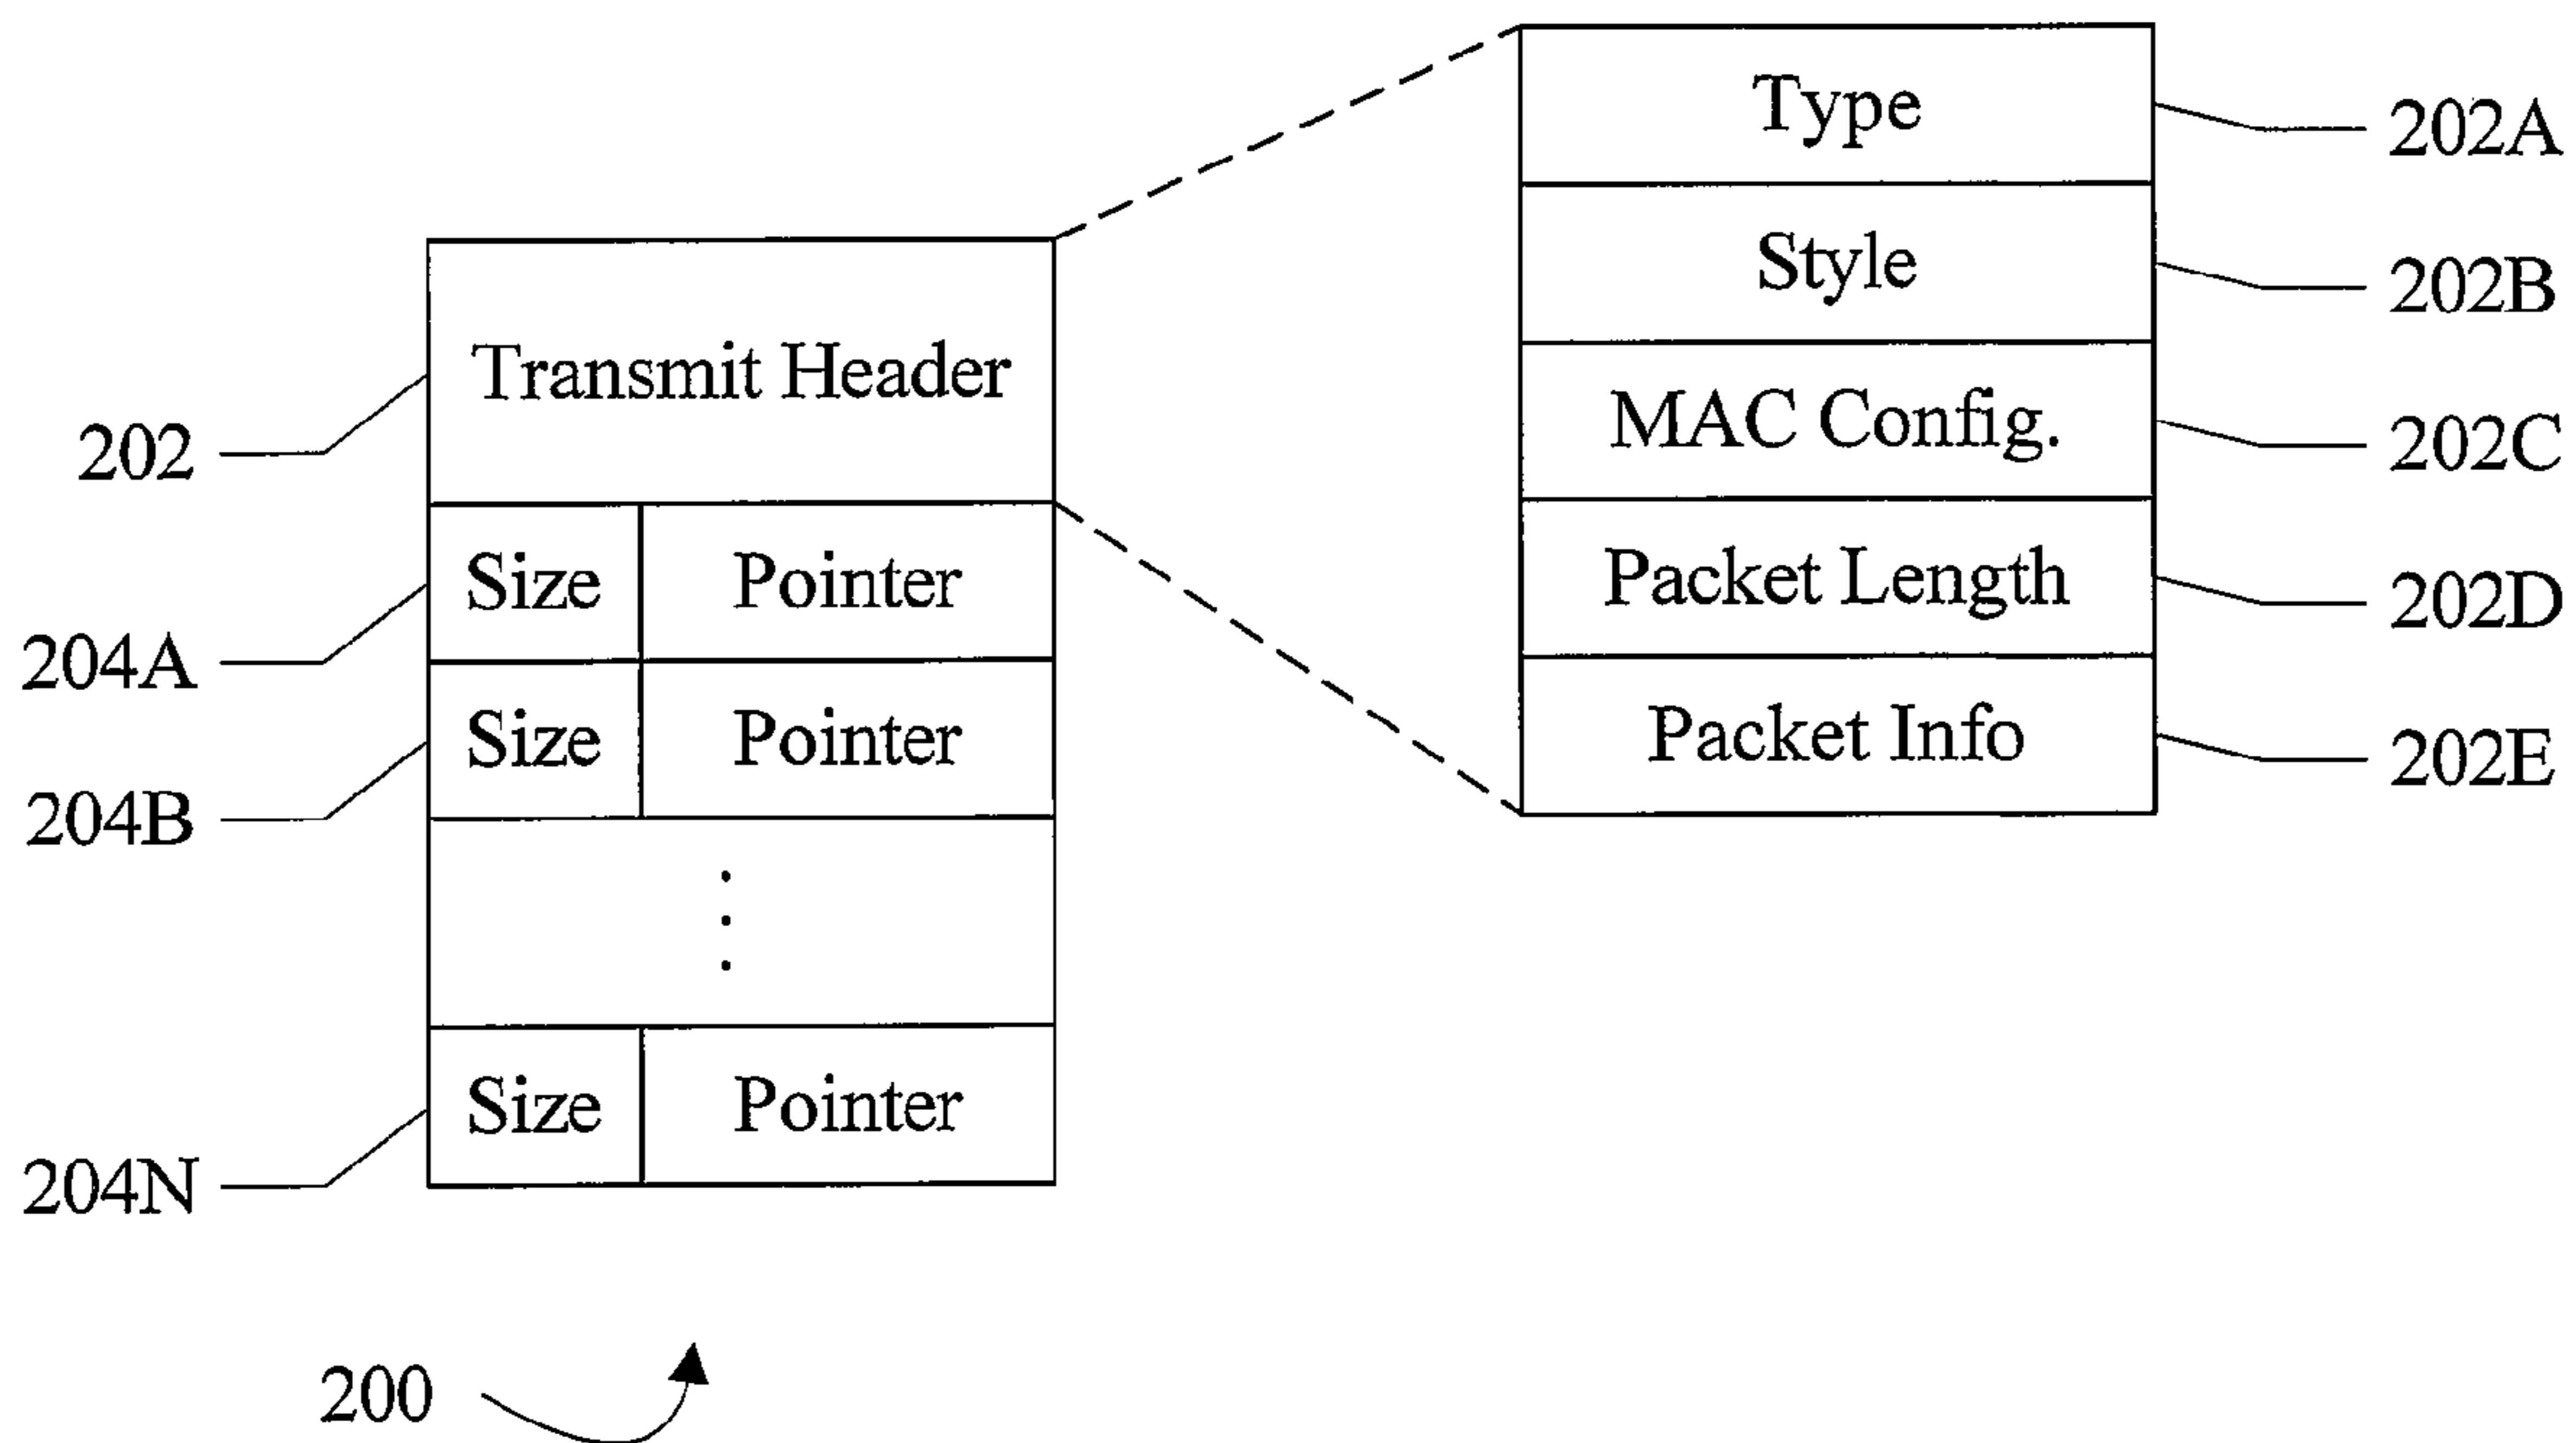 Transmit Header
202
Size Pointer
204A
Size Pointer
204B
Size Pointer
204N
200
Type
202A
Style
202B
MAC Config.
202C
Packet Length
202D
Packet Info
202E